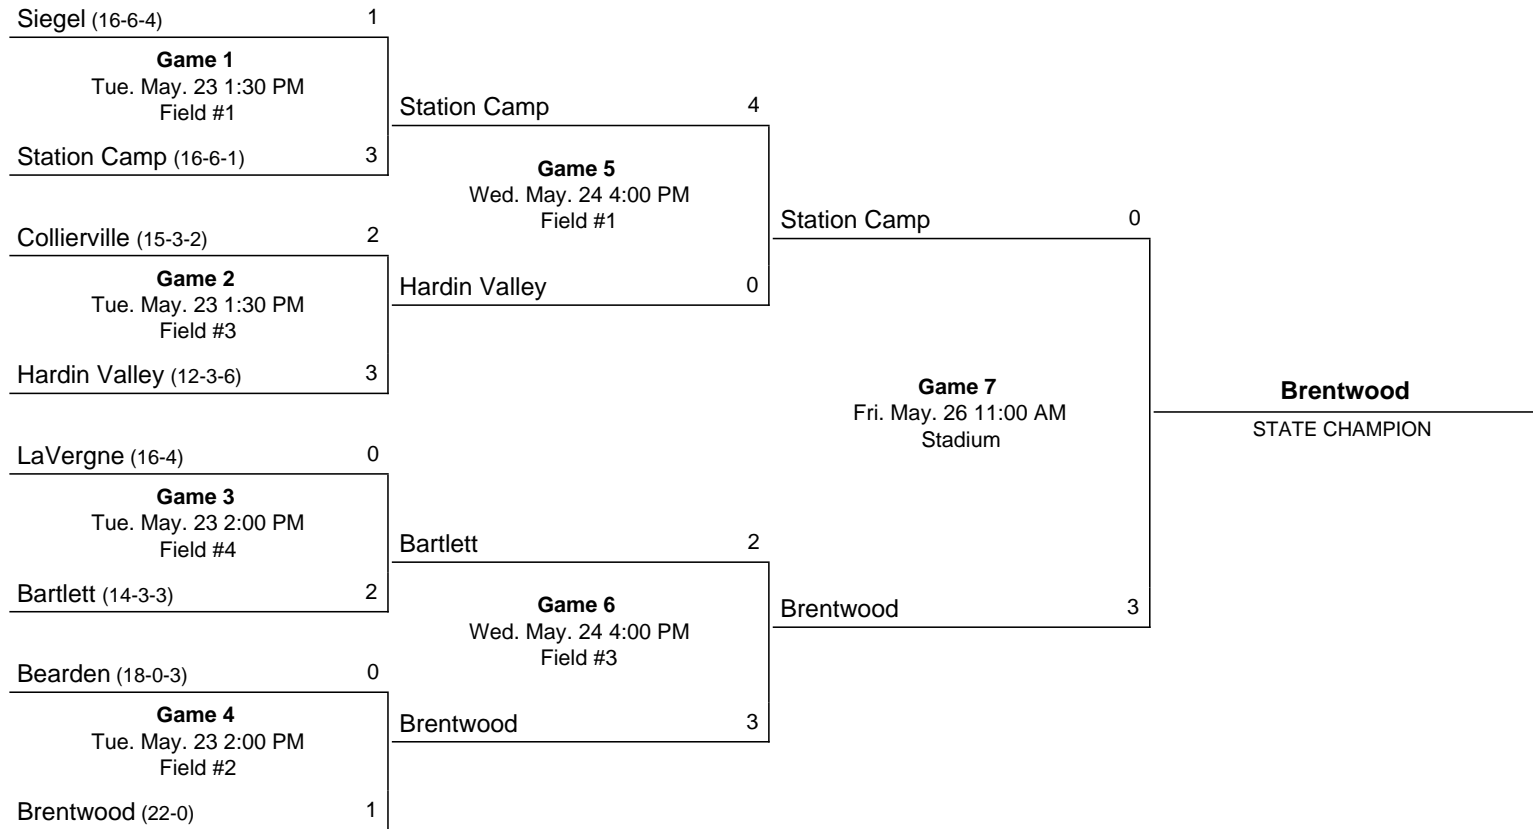 Siegel (16-6-4) 1
Game 1
Tue. May. 23 1:30 PM
Field #1
Station Camp (16-6-1) 3
Collierville (15-3-2) 2
Game 2
Tue. May. 23 1:30 PM
Field #3
Hardin Valley (12-3-6) 3
LaVergne (16-4) 0
Game 3
Tue. May. 23 2:00 PM
Field #4
Bartlett (14-3-3) 2
Bearden (18-0-3) 0
Game 4
Tue. May. 23 2:00 PM
Field #2
Brentwood (22-0) 1
Station Camp 4
Game 5
Wed. May. 24 4:00 PM
Field #1
Hardin Valley 0
Bartlett 2
Game 6
Wed. May. 24 4:00 PM
Field #3
Brentwood 3
Station Camp 0
Game 7
Fri. May. 26 11:00 AM
Stadium
Brentwood 3
Brentwood
STATE CHAMPION